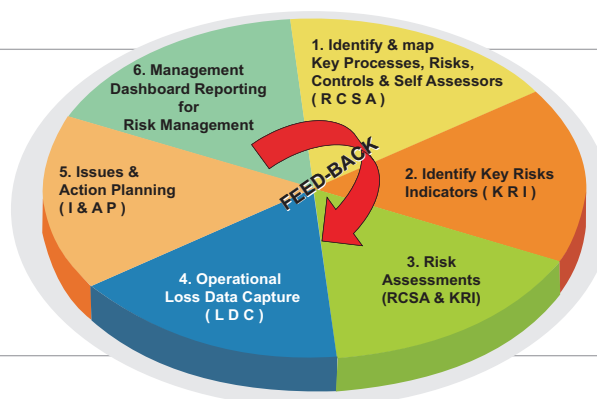 1. Identify & map
Key Processes, Risks,
Controls & Self Assessors
( R C S A )
2. Identify Key Risks
Indicators ( K R I )
3. Risk
Assessments
(RCSA & KRI)
4. Operational
Loss Data Capture
( L D C )
5. Issues &
Action Planning
( I & A P )
6. Management
Dashboard Reporting
for
Risk Management
FEED-BACK